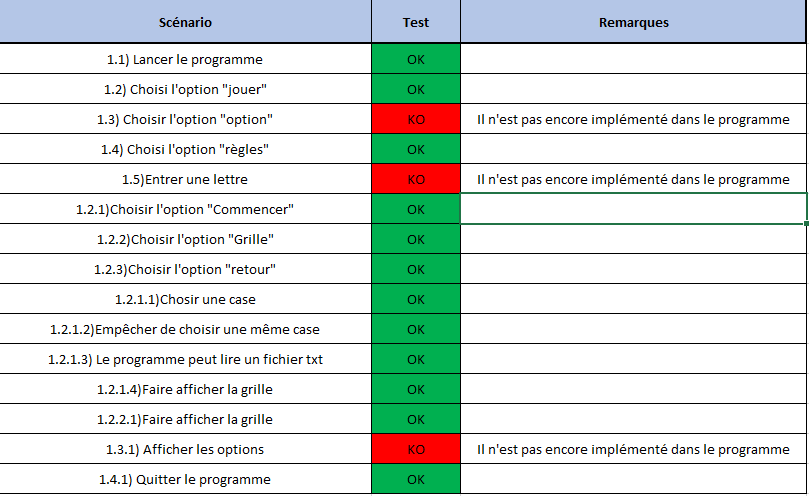 Scénario Test Remarques
1.1) Lancer le programme OK
1.2) Choisi l'option "jouer" OK
1.3) Choisir l'option "option" KO Il n'est pas encore implémenté dans le programme
1.4) Choisi l'option "règles" OK
1.5)Entrer une lettre KO Il n'est pas encore implémenté dans le programme
1.2.1)Choisir l'option "Commencer" OK
1.2.2)Choisir l'option "Grille" OK
1.2.3)Choisir l'option "retour" OK
1.2.1.1)Chosir une case OK
1.2.1.2)Empêcher de choisir une même case OK
1.2.1.3) Le programme peut lire un fichier txt OK
1.2.1.4)Faire afficher la grille OK
1.2.2.1)Faire afficher la grille OK
1.3.1) Afficher les options KO Il n'est pas encore implémenté dans le programme
1.4.1) Quitter le programme OK